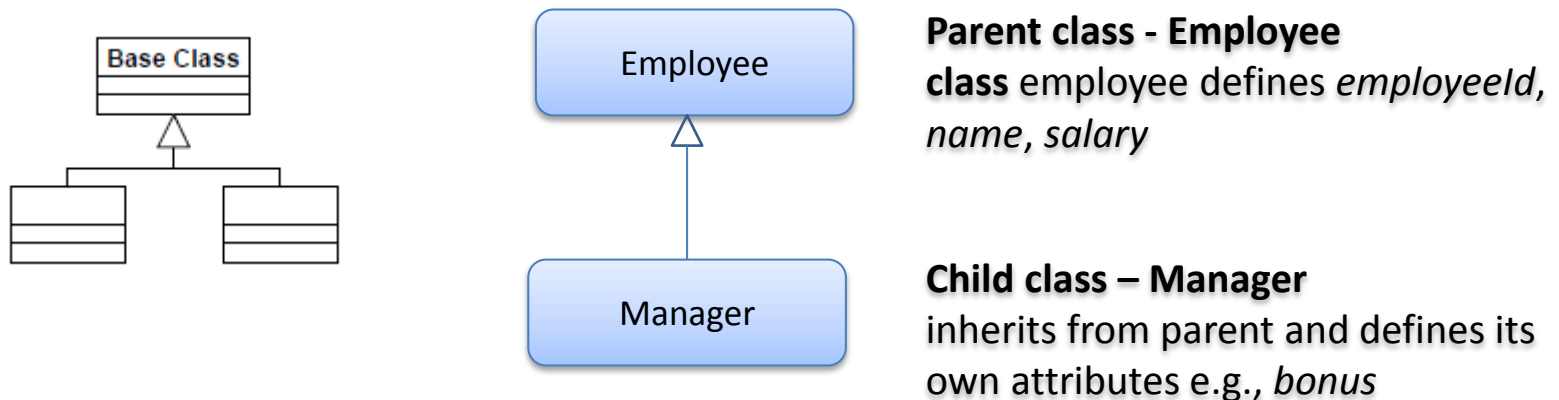 Base Class
Employee
Manager
Parent class - Employee
class employee defines employeeId,
name, salary
Child class – Manager
inherits from parent and defines its
own attributes e.g., bonus